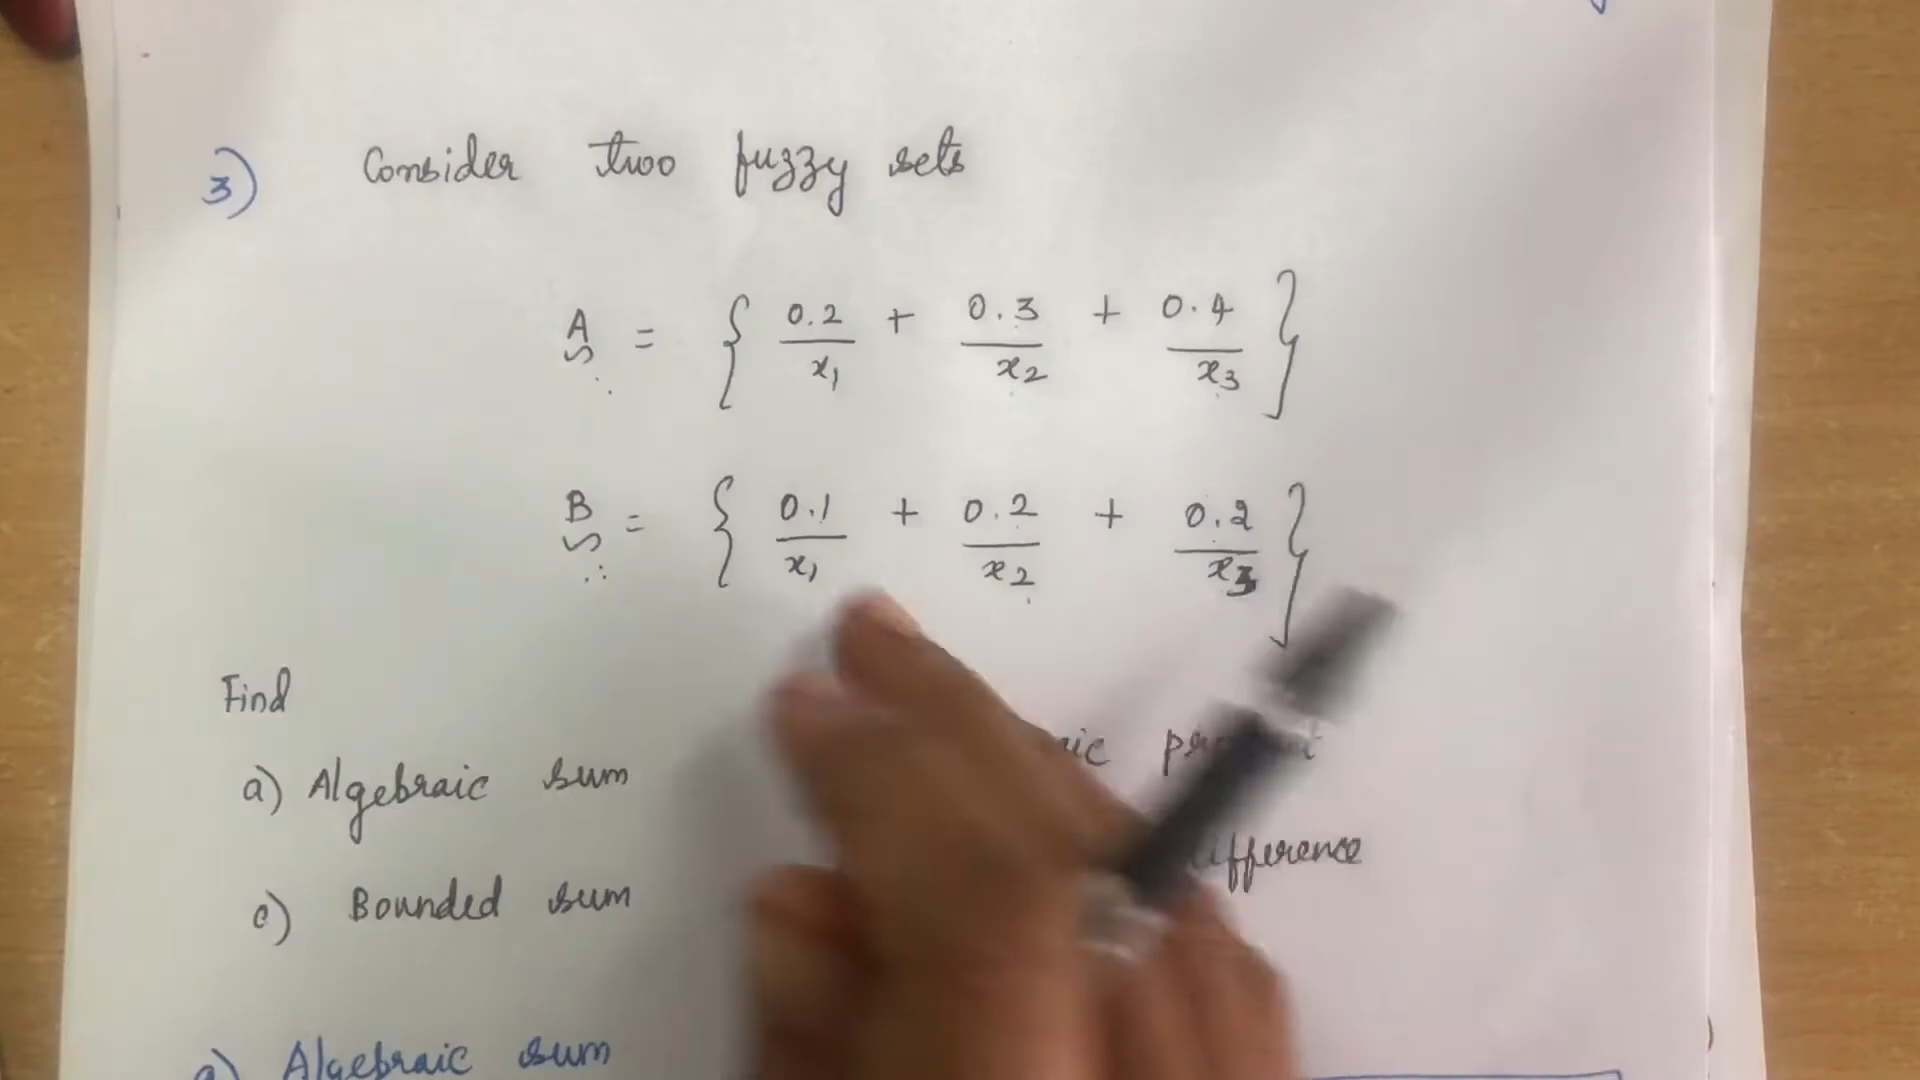 3) Consider two fuzzy sets
A = { 0.2/x1 + 0.3/x2 + 0.4/x3 }
B = { 0.1/x1 + 0.2/x2 + 0.2/x3 }
Find
a) Algebraic sum
c) Bounded sum
a) Algebraic sum